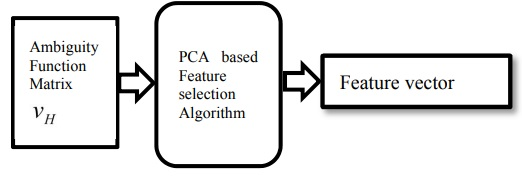 Ambiguity
Function
Matrix
v_H
PCA based
Feature
selection
Algorithm
Feature vector